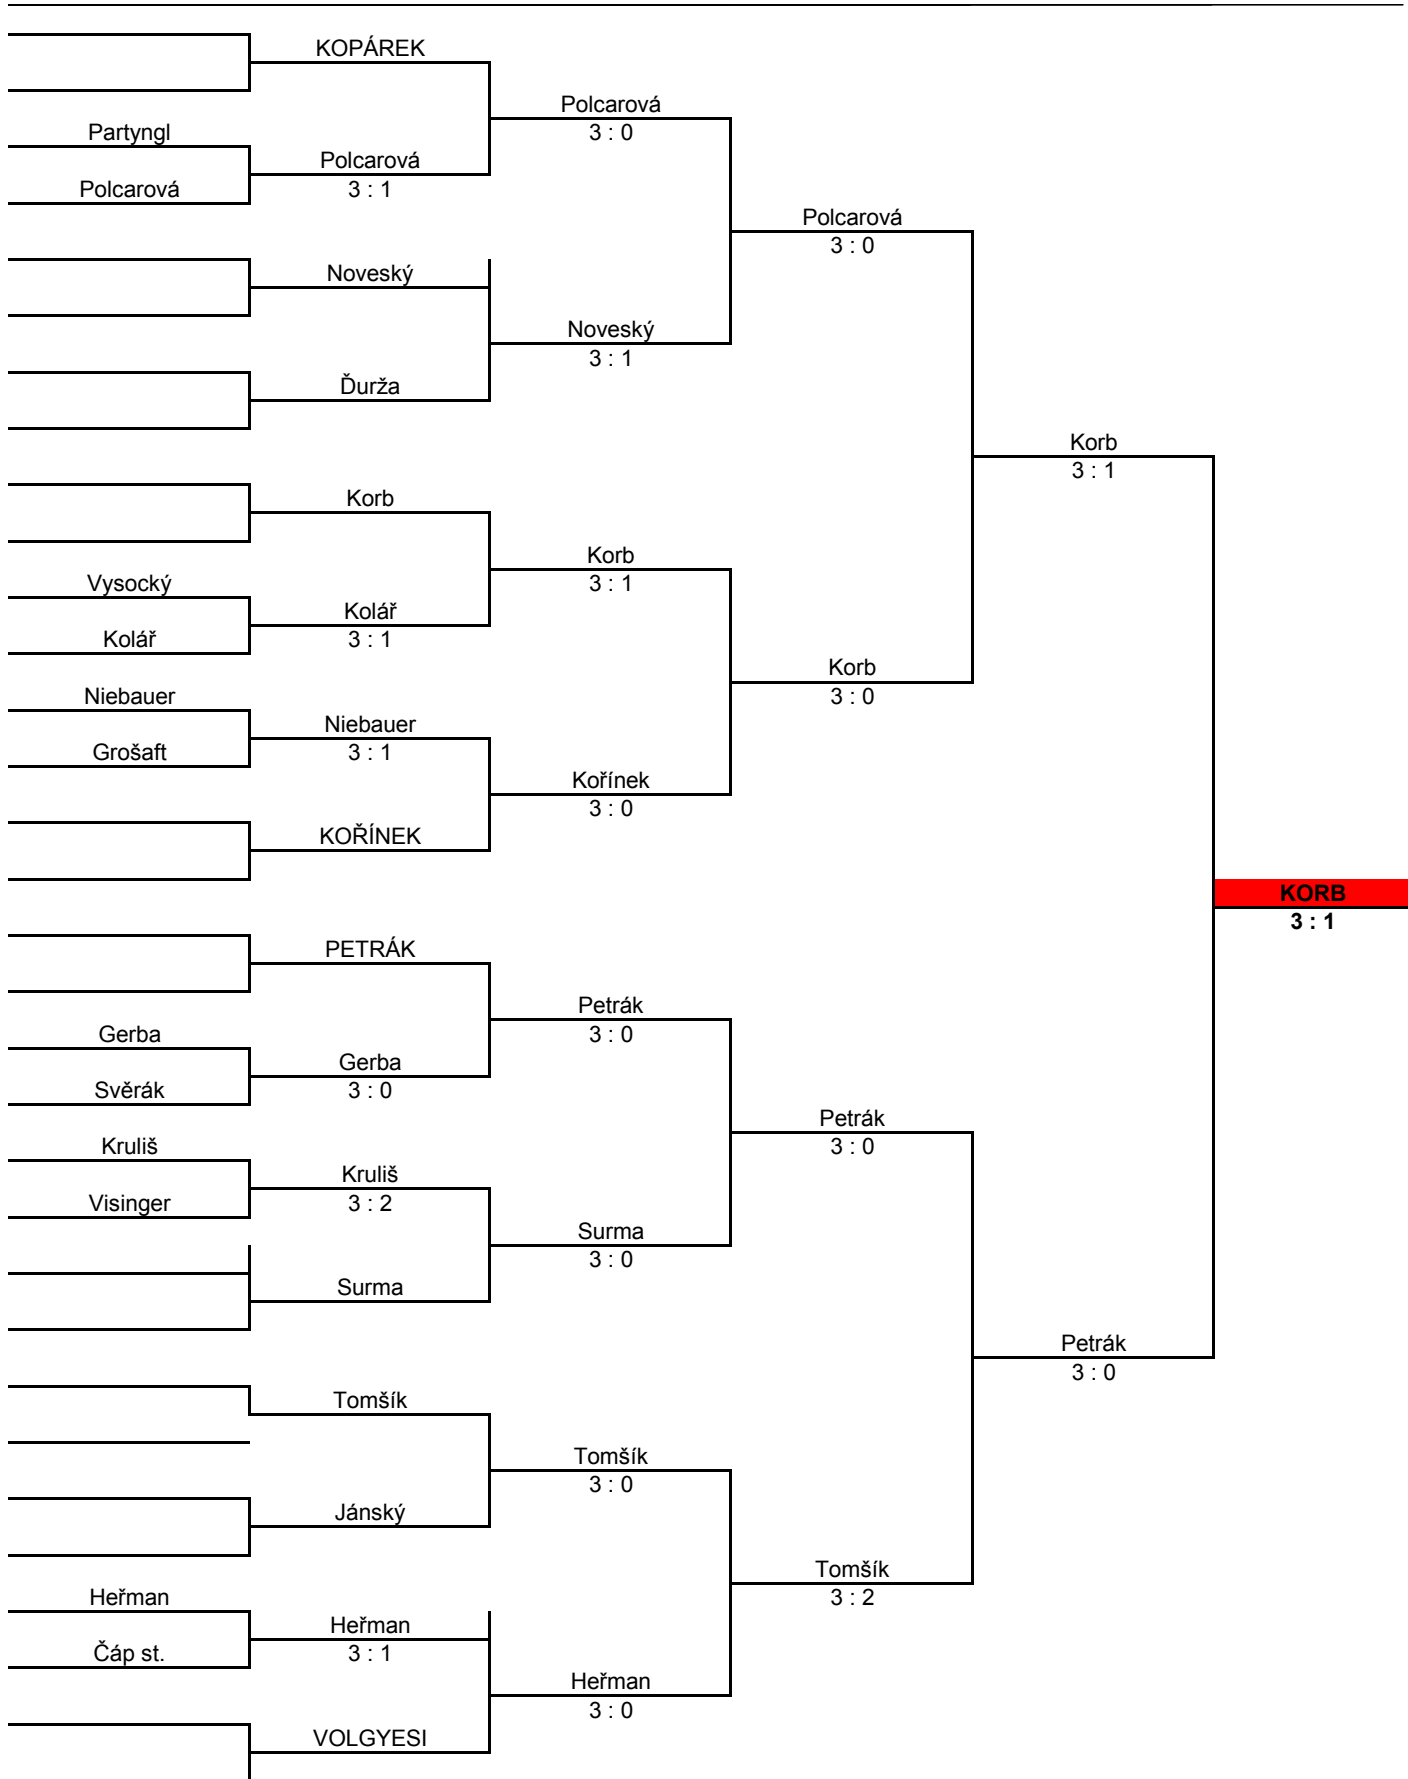 KOPÁREK
Polcarová
3 : 0
Partyngl
Polcarová
3 : 1
Polcarová
Polcarová
3 : 0
Noveský
Noveský
3 : 1
Ďurža
Korb
3 : 1
Korb
Korb
3 : 1
Vysocký
Kolář
3 : 1
Kolář
Korb
3 : 0
Niebauer
Niebauer
3 : 1
Grošaft
Kořínek
3 : 0
KOŘÍNEK
KORB
3 : 1
PETRÁK
Petrák
3 : 0
Gerba
Gerba
3 : 0
Svěrák
Petrák
3 : 0
Kruliš
Kruliš
3 : 2
Visinger
Surma
3 : 0
Surma
Petrák
3 : 0
Tomšík
Tomšík
3 : 0
Jánský
Tomšík
3 : 2
Heřman
Heřman
3 : 1
Čáp st.
Heřman
3 : 0
VOLGYESI